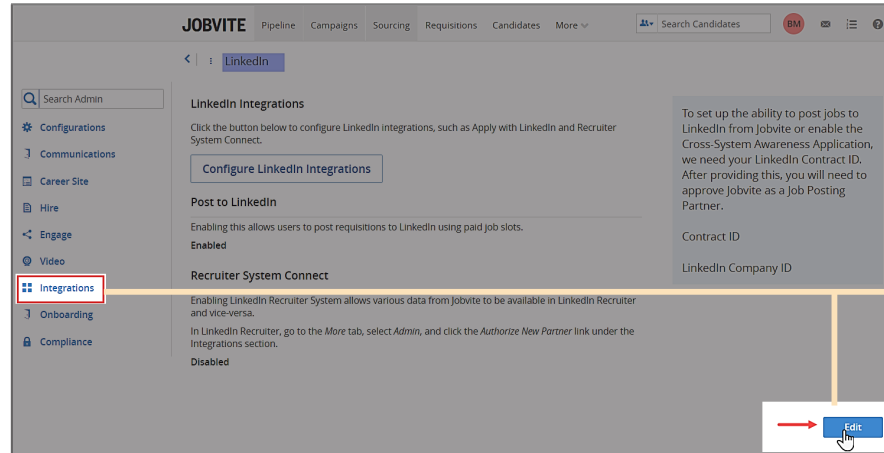 JOBVITE Pipeline Campaigns Sourcing Requisitions Candidates More Search Candidates BM
LinkedIn
Search Admin
Configurations
Communications
Career Site
Hire
Engage
Video
Integrations
Onboarding
Compliance
LinkedIn Integrations
Click the button below to configure LinkedIn integrations, such as Apply with LinkedIn and Recruiter
System Connect.
Configure LinkedIn Integrations
Post to LinkedIn
Enabling this allows users to post requisitions to LinkedIn using paid job slots.
Enabled
Recruiter System Connect
Enabling LinkedIn Recruiter System allows various data from Jobvite to be available in LinkedIn Recruiter
and vice-versa.
In LinkedIn Recruiter, go to the More tab, select Admin, and click the Authorize New Partner link under the
Integrations section.
Disabled
To set up the ability to post jobs to
LinkedIn from Jobvite or enable the
Cross-System Awareness Application,
we need your LinkedIn Contract ID.
After providing this, you will need to
approve Jobvite as a Job Posting
Partner.
Contract ID
LinkedIn Company ID
Edit